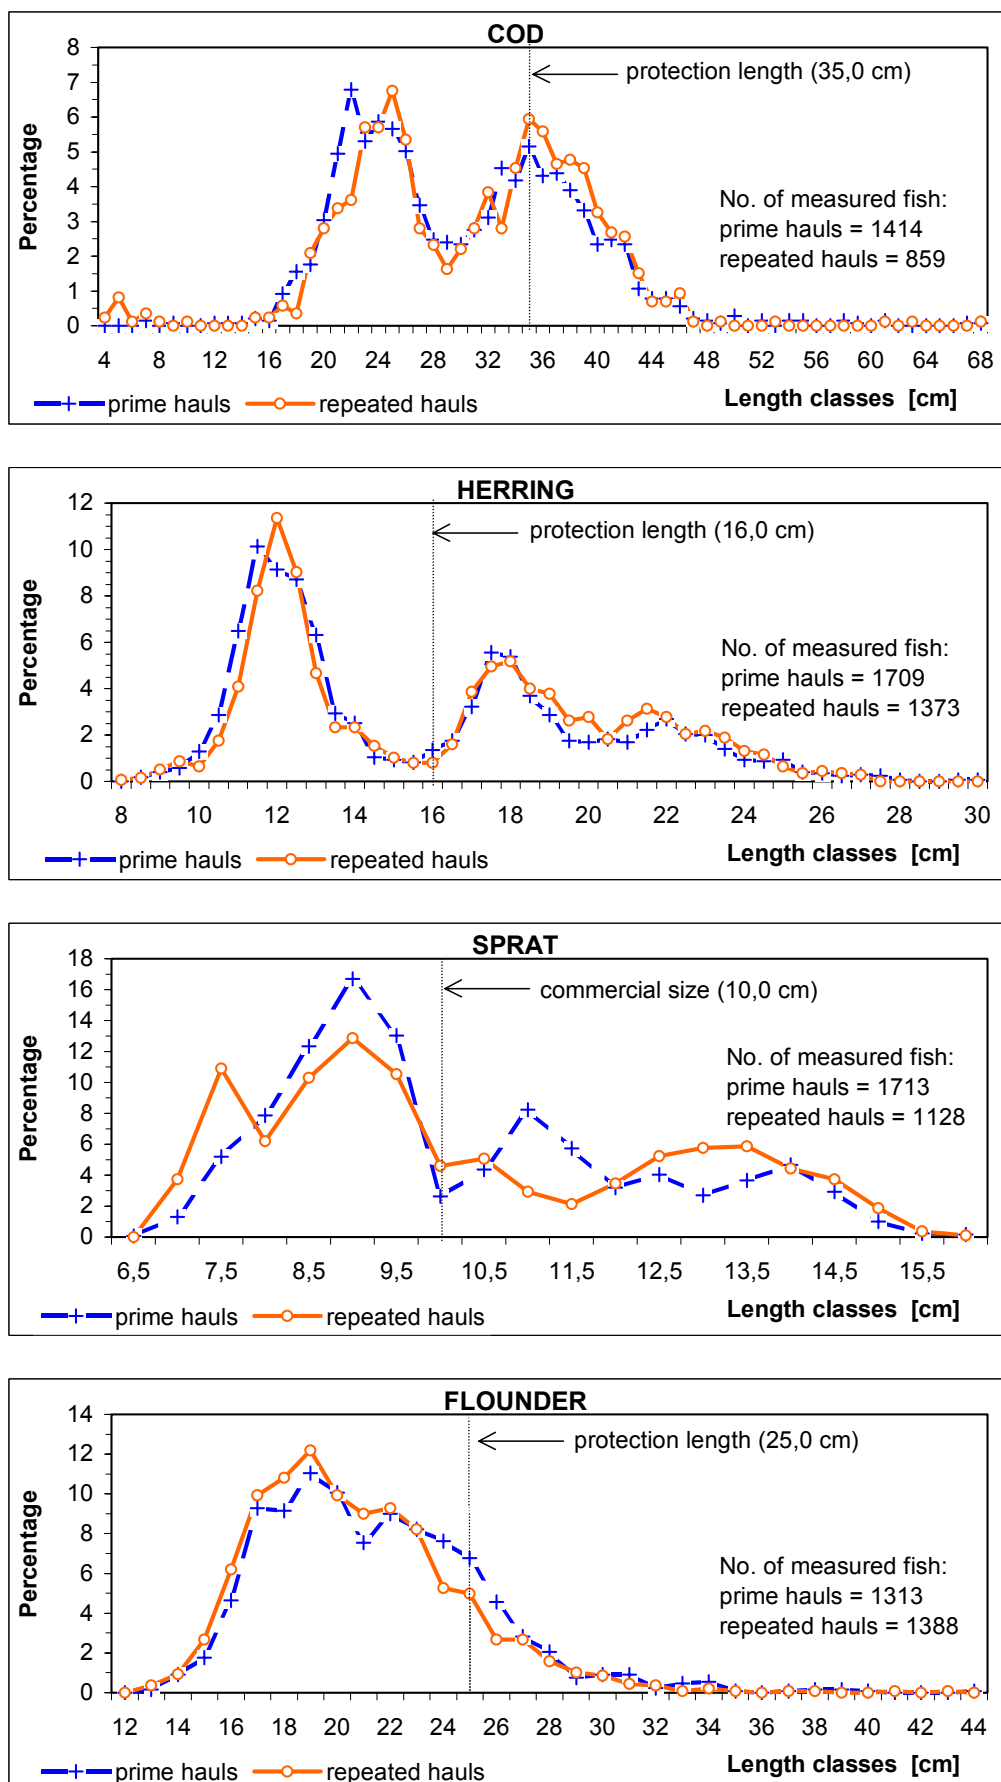 COD
8
7
6
5
4
3
2
1
0
Percentage
protection length (35,0 cm)
No. of measured fish:
prime hauls = 1414
repeated hauls = 859
4 8 12 16 20 24 28 32 36 40 44 48 52 56 60 64 68
prime hauls repeated hauls Length classes [cm]
HERRING
12
10
8
6
4
2
0
Percentage
protection length (16,0 cm)
No. of measured fish:
prime hauls = 1709
repeated hauls = 1373
8 10 12 14 16 18 20 22 24 26 28 30
prime hauls repeated hauls Length classes [cm]
SPRAT
18
16
14
12
10
8
6
4
2
0
Percentage
commercial size (10,0 cm)
No. of measured fish:
prime hauls = 1713
repeated hauls = 1128
6,5 7,5 8,5 9,5 10,5 11,5 12,5 13,5 14,5 15,5
prime hauls repeated hauls Length classes [cm]
FLOUNDER
14
12
10
8
6
4
2
0
Percentage
protection length (25,0 cm)
No. of measured fish:
prime hauls = 1313
repeated hauls = 1388
12 14 16 18 20 22 24 26 28 30 32 34 36 38 40 42 44
prime hauls repeated hauls Length classes [cm]